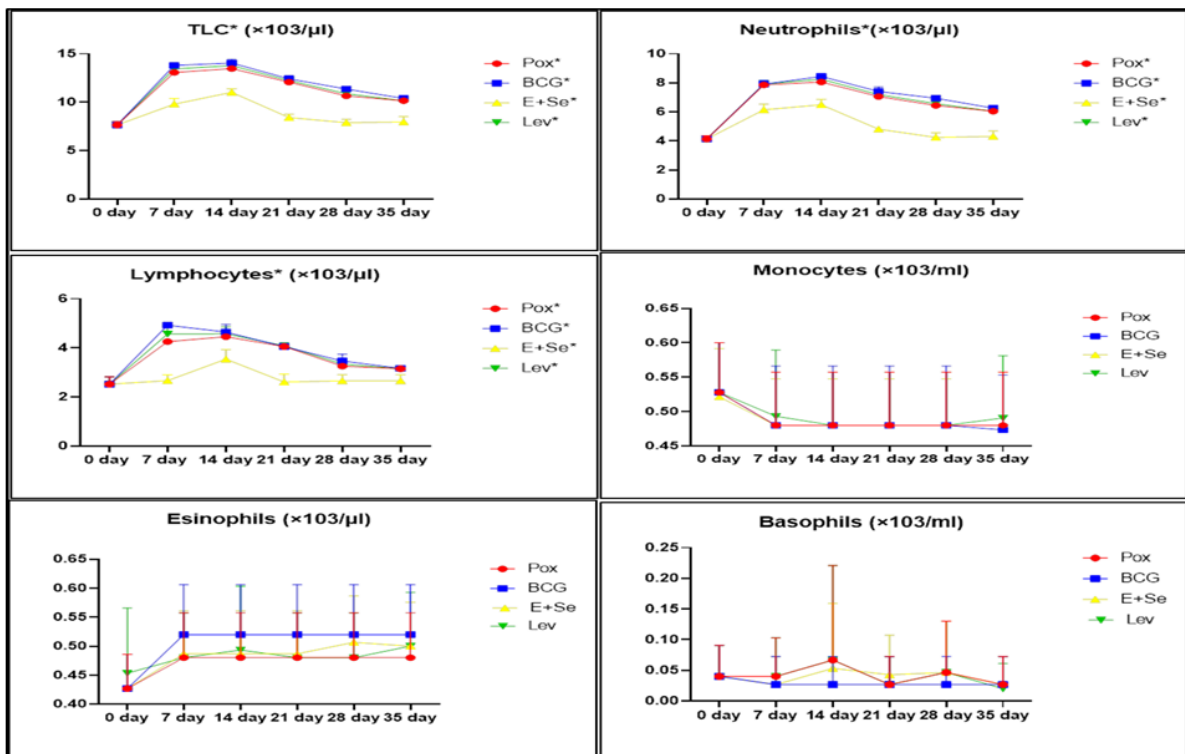 TLC* (×103/µl)
15
10
5
0
0 day 7 day 14 day 21 day 28 day 35 day
Pox*
BCG*
E+Se*
Lev*
Neutrophils*(×103/µl)
10
8
6
4
2
0
0 day 7 day 14 day 21 day 28 day 35 day
Pox*
BCG*
E+Se*
Lev*
Lymphocytes* (×103/µl)
6
4
2
0
0 day 7 day 14 day 21 day 28 day 35 day
Pox*
BCG*
E+Se*
Lev*
Monocytes (×103/ml)
0.65
0.60
0.55
0.50
0.45
0 day 7 day 14 day 21 day 28 day 35 day
Pox
BCG
E+Se
Lev
Esinophils (×103/µl)
0.65
0.60
0.55
0.50
0.45
0.40
0 day 7 day 14 day 21 day 28 day 35 day
Pox
BCG
E+Se
Lev
Basophils (×103/ml)
0.25
0.20
0.15
0.10
0.05
0.00
0 day 7 day 14 day 21 day 28 day 35 day
Pox
BCG
E+Se
Lev